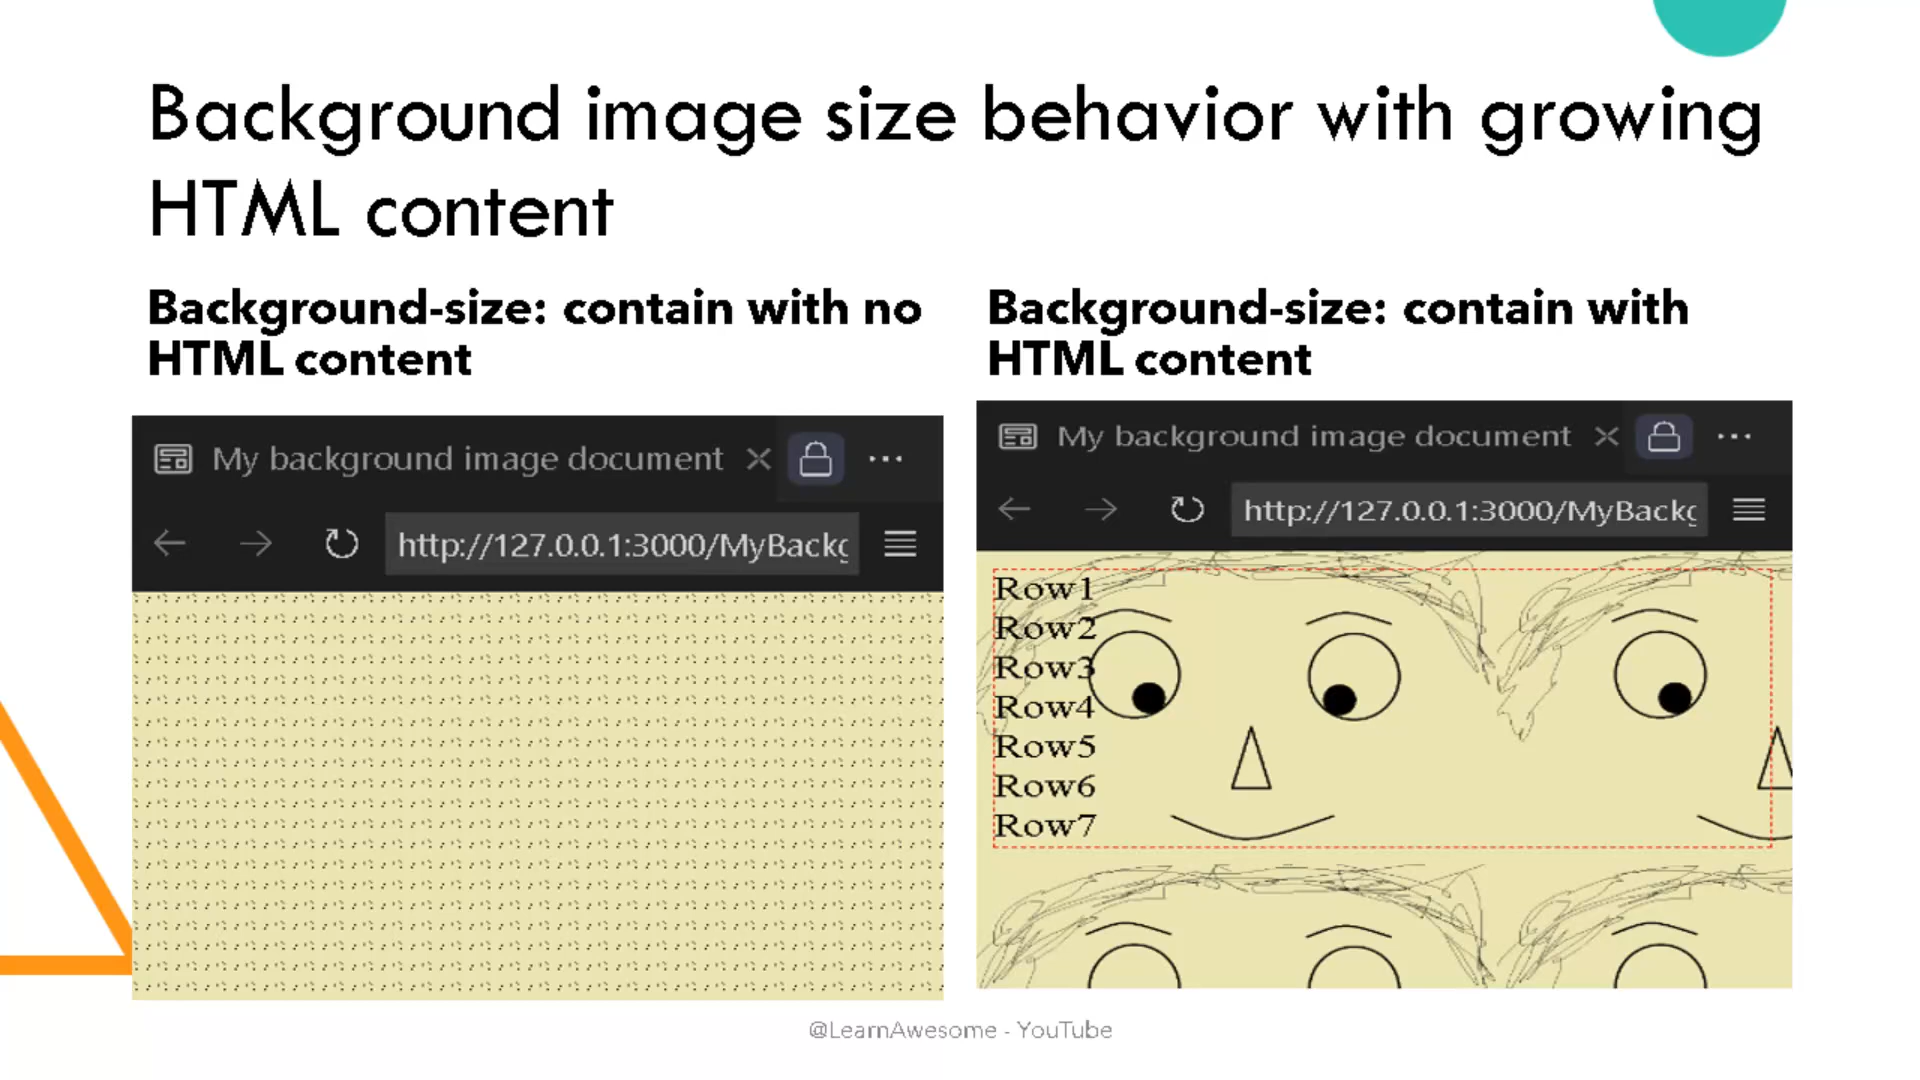 Background image size behavior with growing
HTML content
Background-size: contain with no
HTML content
Background-size: contain with
HTML content
My background image document
http://127.0.0.1:3000/MyBackg
My background image document
http://127.0.0.1:3000/MyBackg
Row1
Row2
Row3
Row4
Row5
Row6
Row7
@LearnAwesome - YouTube